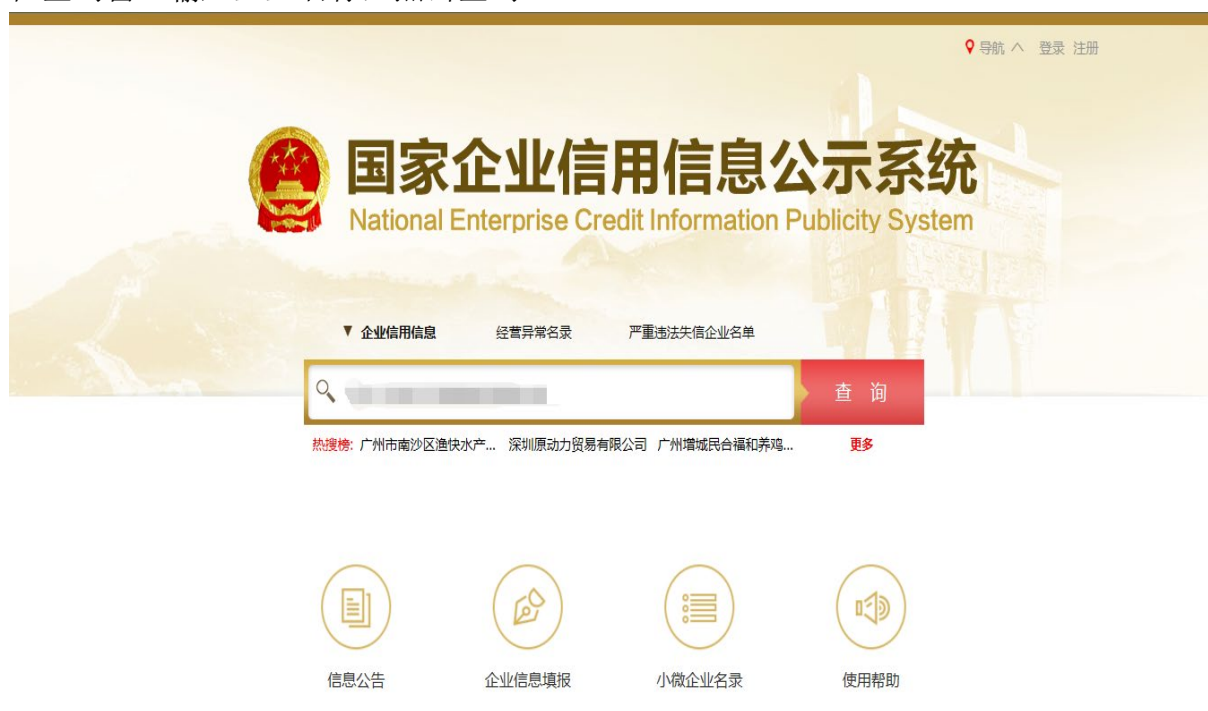 导航 登录 注册
国家企业信用信息公示系统
National Enterprise Credit Information Publicity System
企业信用信息 经营异常名录 严重违法失信企业名单
查 询
热搜榜: 广州市南沙区渔快水产... 深圳原动力贸易有限公司 广州增城民合福和养鸡... 更多
信息公告 企业信息填报 小微企业名录 使用帮助